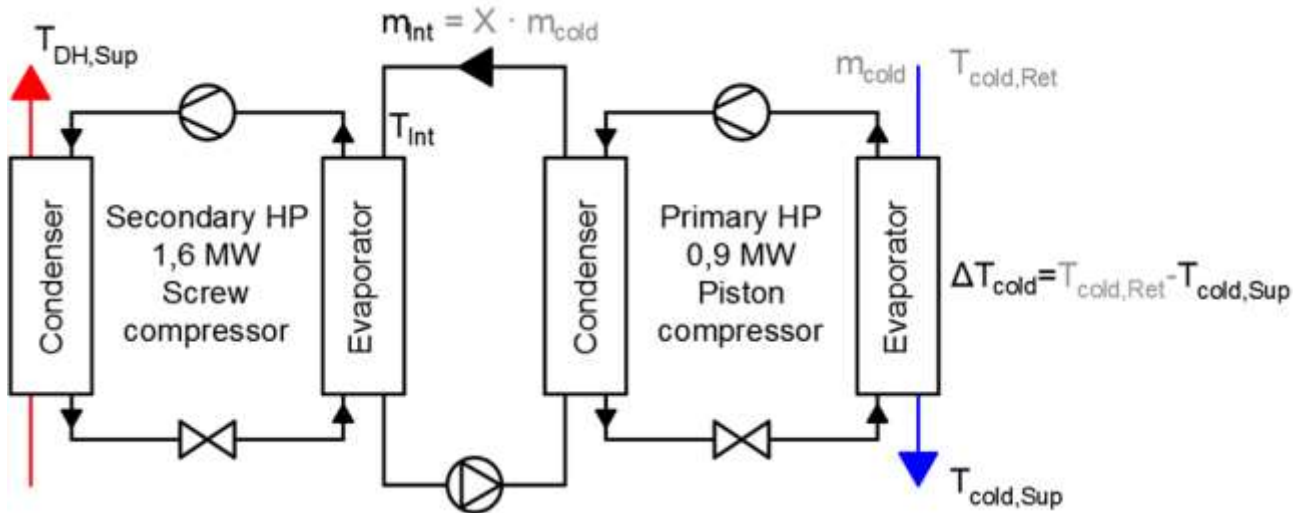 m_Int = X · m_cold
T_DH,Sup
m_cold
T_cold,Ret
T_Int
Condenser
Secondary HP
1,6 MW
Screw
compressor
Evaporator
Condenser
Primary HP
0,9 MW
Piston
compressor
Evaporator
ΔT_cold=T_cold,Ret-T_cold,Sup
T_cold,Sup